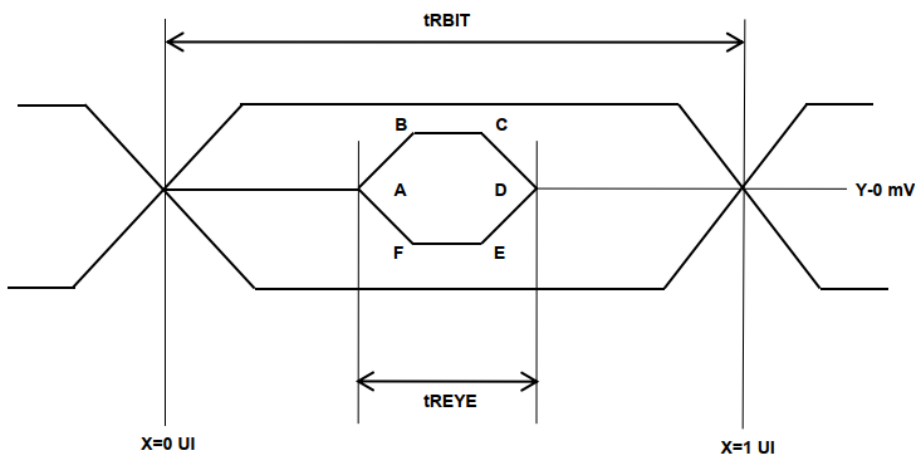 tRBIT
B
C
A
D
Y-0 mV
F
E
tREYE
X=0 UI
X=1 UI